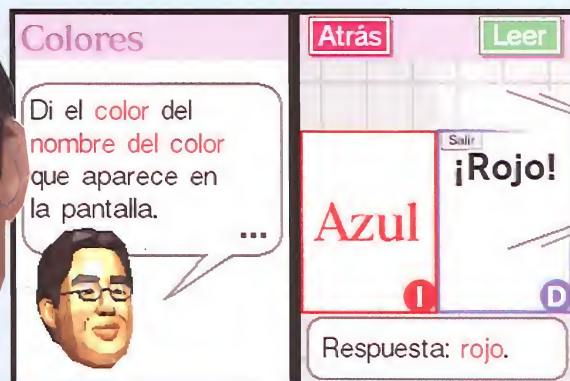 Colores
Di el color del
nombre del color
que aparece en
la pantalla.
...
Atrás
Leer
Azul
I
Salir
¡Rojo!
D
Respuesta: rojo.